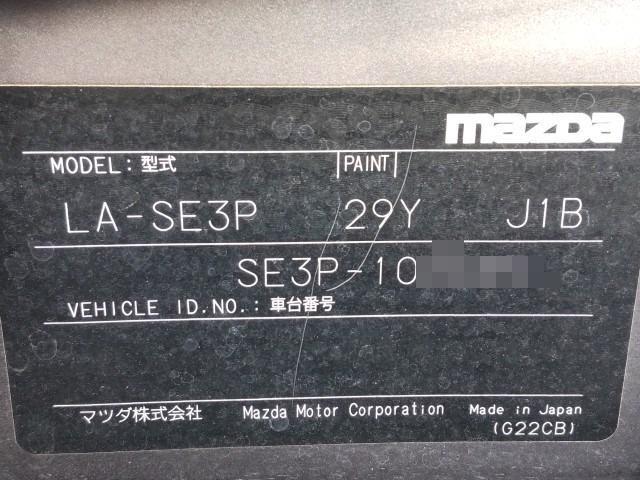 mazda
MODEL: 型式 PAINT
LA-SE3P 29Y J1B
SE3P-10
VEHICLE ID.NO.: 車台番号
マツダ株式会社 Mazda Motor Corporation Made in Japan
(G22CB)